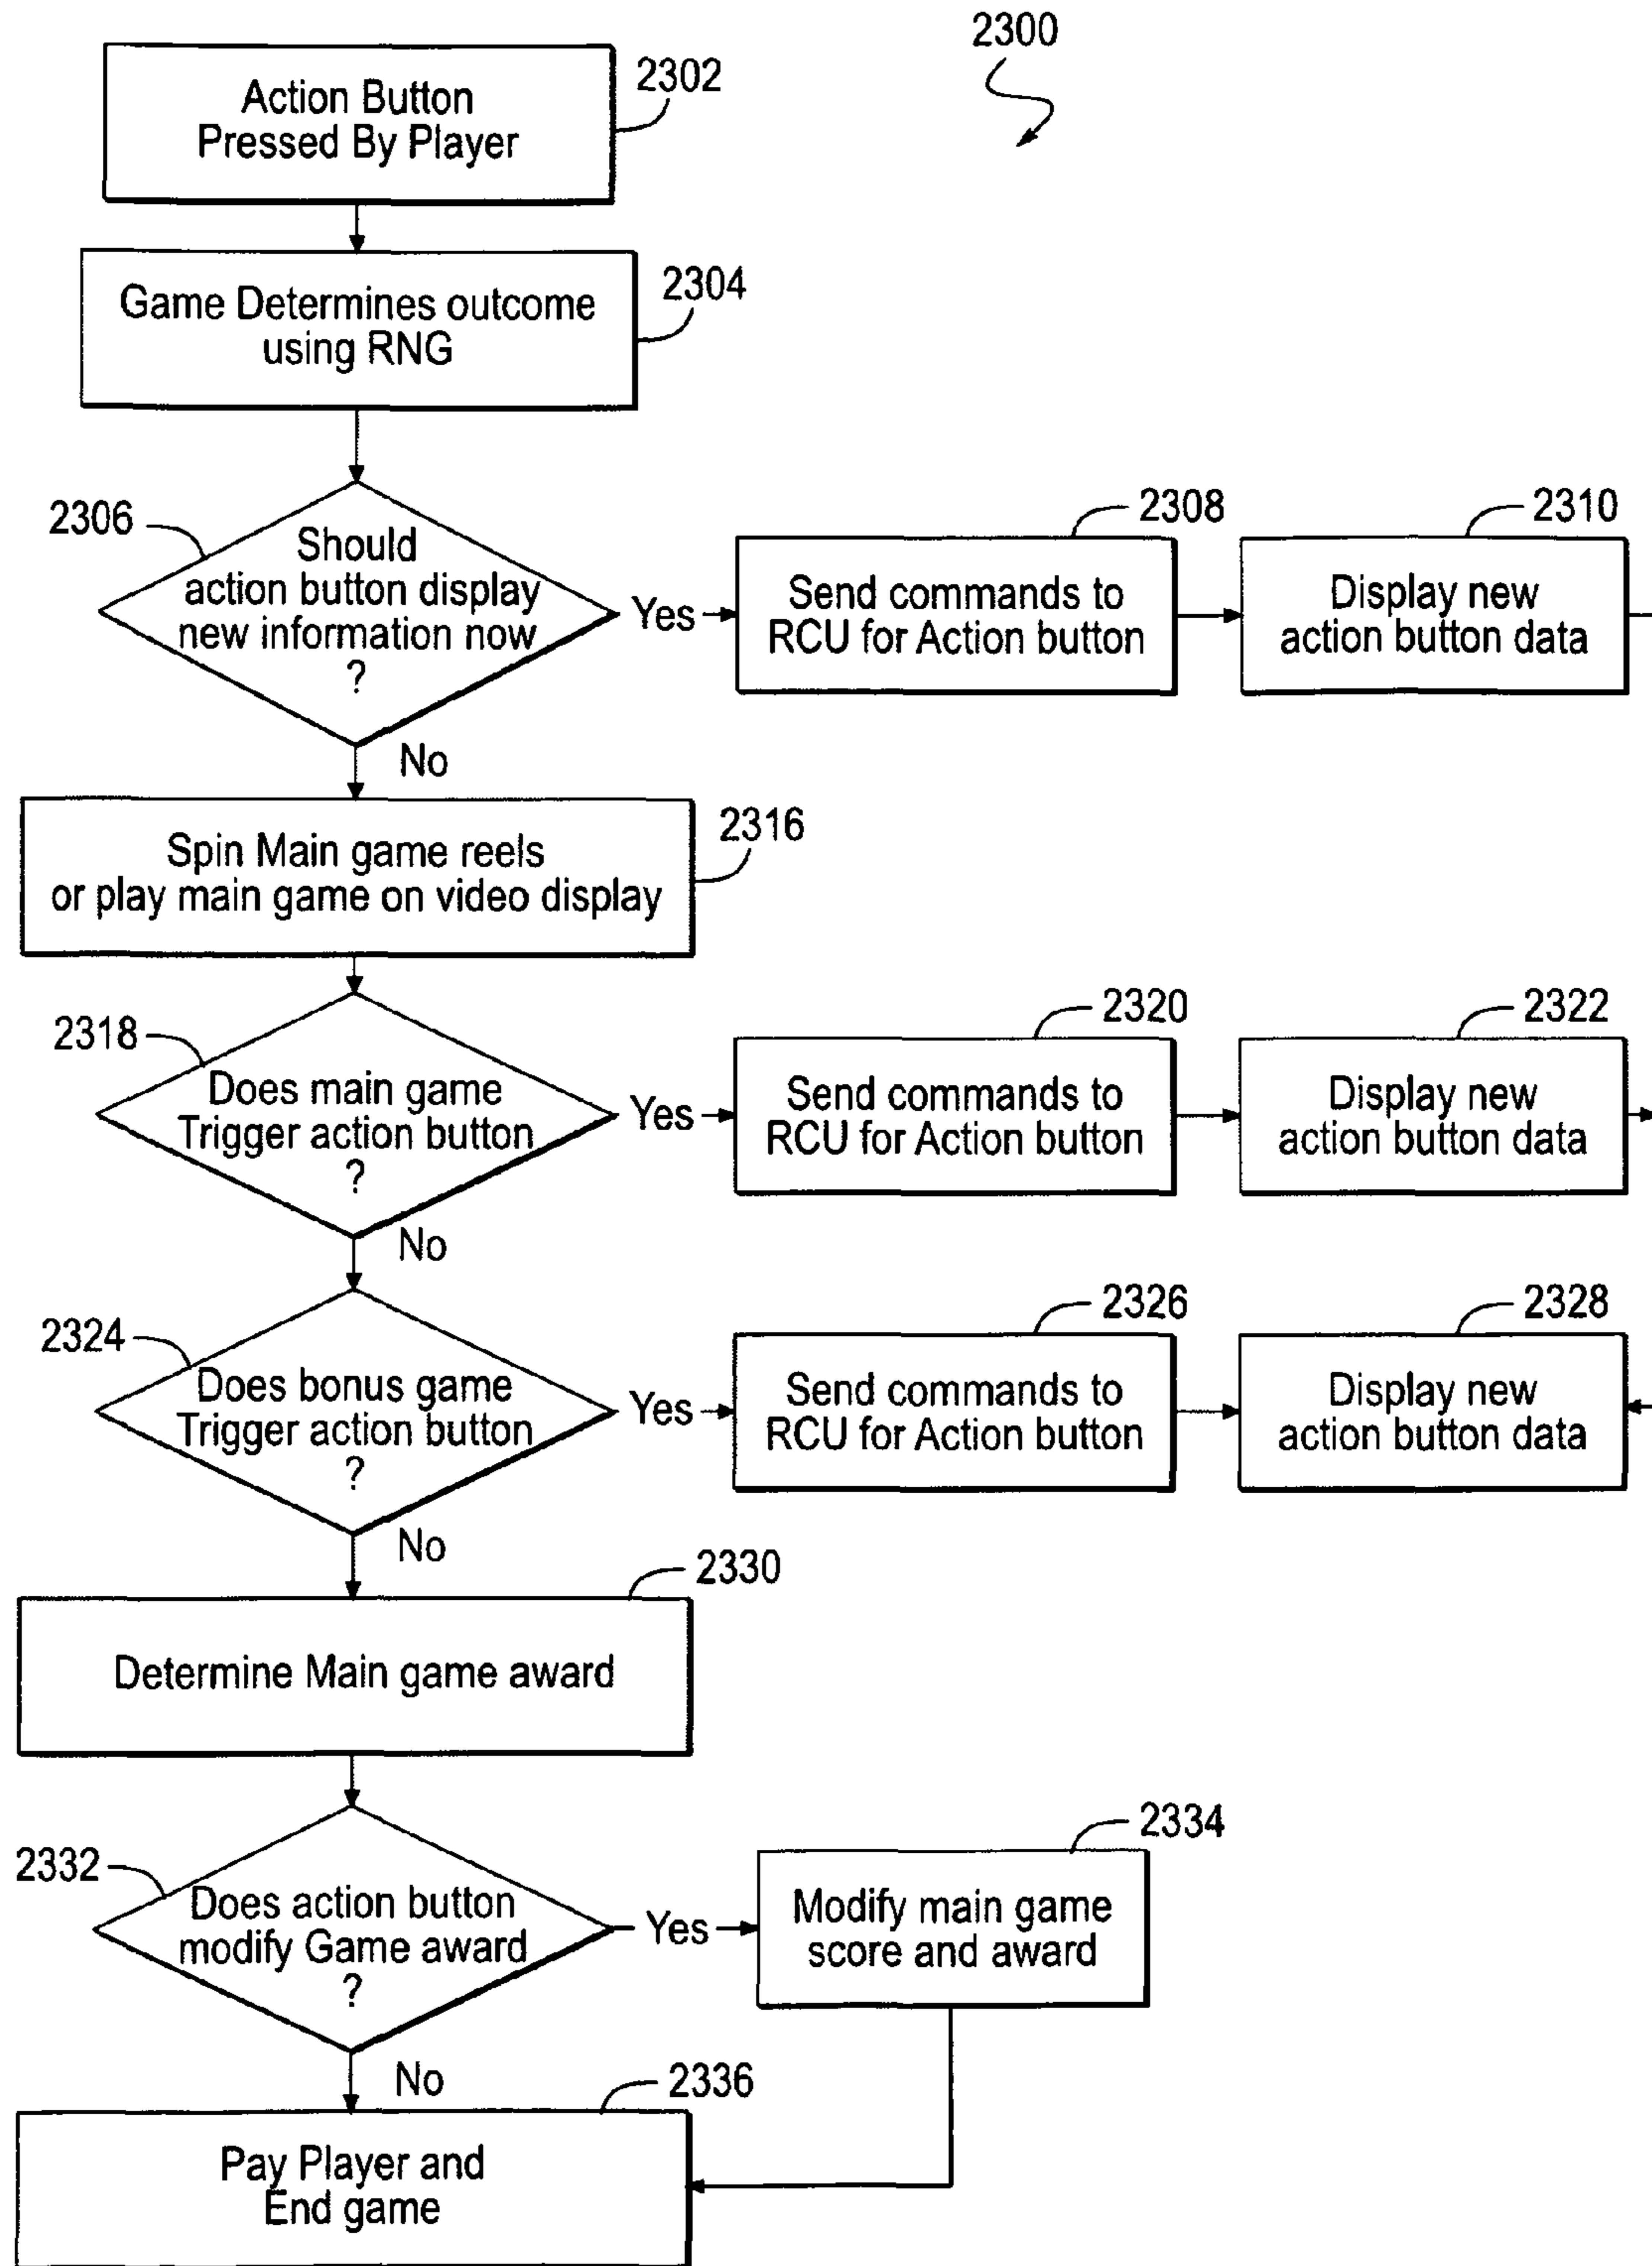 2300
2302
Action Button
Pressed By Player
2304
Game Determines outcome
using RNG
2306
Should
action button display
new information now
?
Yes
2308
Send commands to
RCU for Action button
2310
Display new
action button data
No
2316
Spin Main game reels
or play main game on video display
2318
Does main game
Trigger action button
?
Yes
2320
Send commands to
RCU for Action button
2322
Display new
action button data
No
2324
Does bonus game
Trigger action button
?
Yes
2326
Send commands to
RCU for Action button
2328
Display new
action button data
No
2330
Determine Main game award
2332
Does action button
modify Game award
?
Yes
2334
Modify main game
score and award
No
2336
Pay Player and
End game